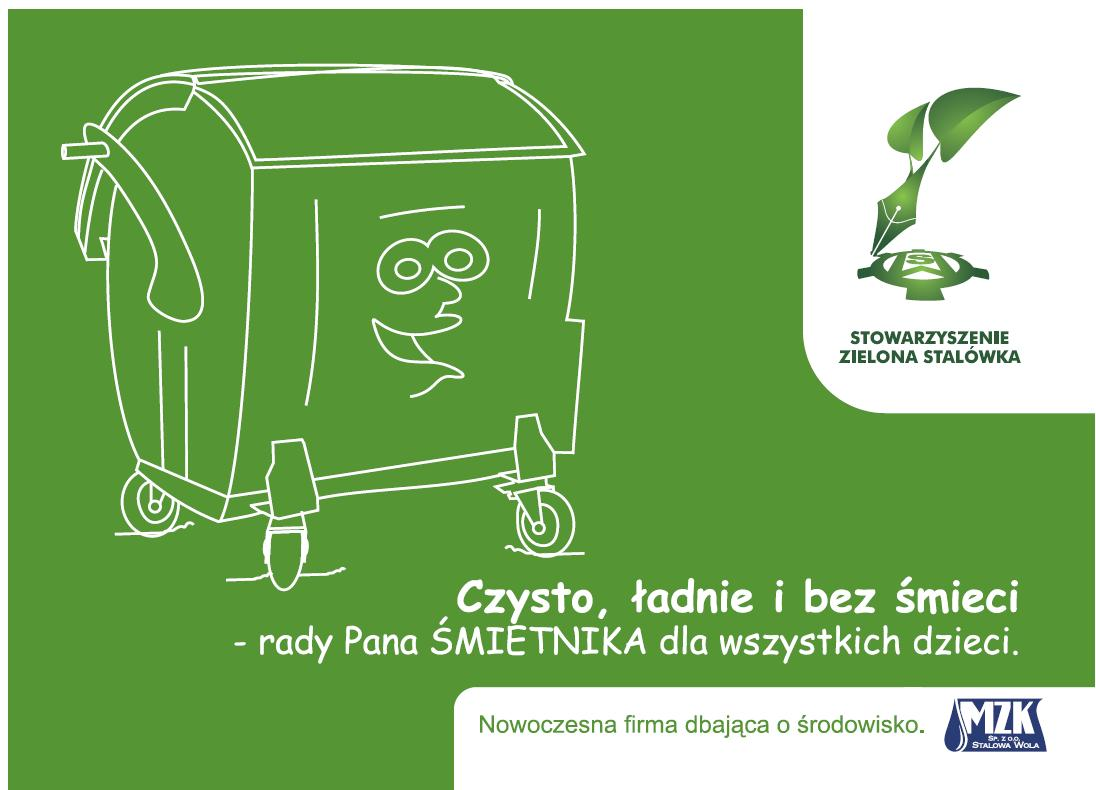 STOWARZYSZENIE
ZIELONA STALÓWKA
Czysto, ładnie i bez śmieci
- rady Pana ŚMIETNIKA dla wszystkich dzieci.
Nowoczesna firma dbająca o środowisko.
MZK
Sp. z o.o.
Stalowa Wola